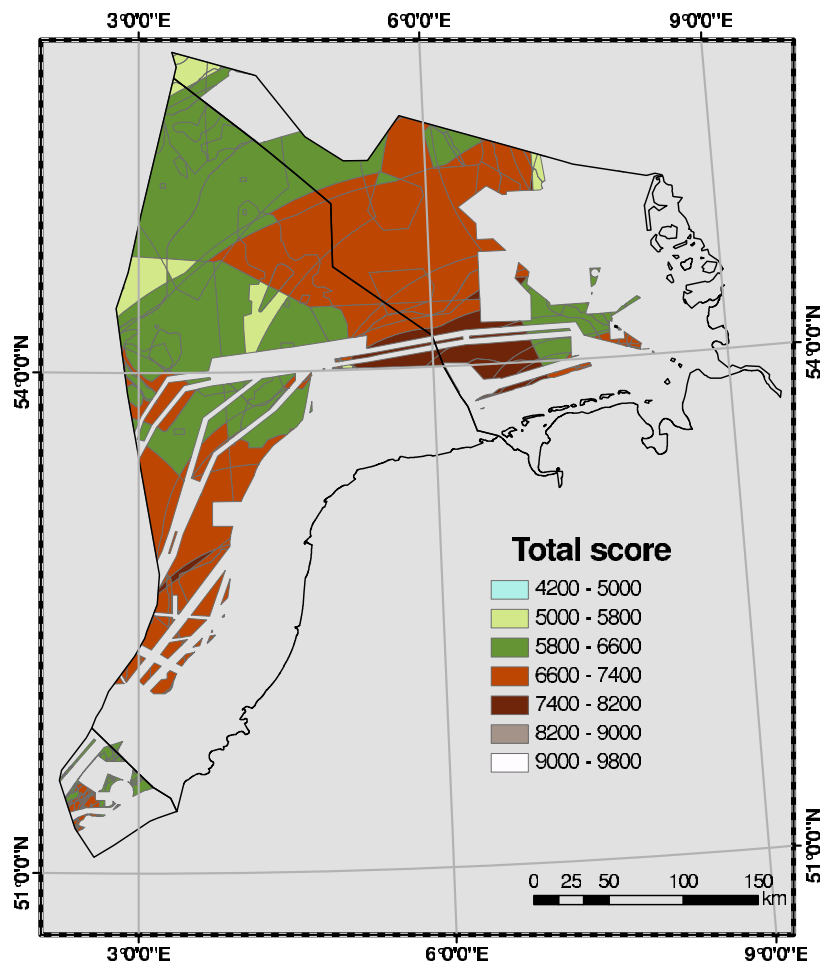 3°0'0"E 6°0'0"E 9°0'0"E
54°0'0"N 54°0'0"N
Total score
4200 - 5000
5000 - 5800
5800 - 6600
6600 - 7400
7400 - 8200
8200 - 9000
9000 - 9800
51°0'0"N 51°0'0"N
0 25 50 100 150
km
3°0'0"E 6°0'0"E 9°0'0"E